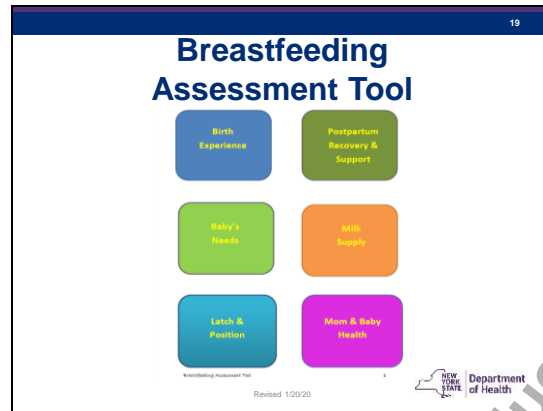 19
Breastfeeding
Assessment Tool
Birth
Experience
Postpartum
Recovery &
Support
Baby's
Needs
Milk
Supply
Latch &
Position
Mom & Baby
Health
Breastfeeding Assessment Tool
Revised 1/20/20
NEW
YORK
STATE
Department
of Health